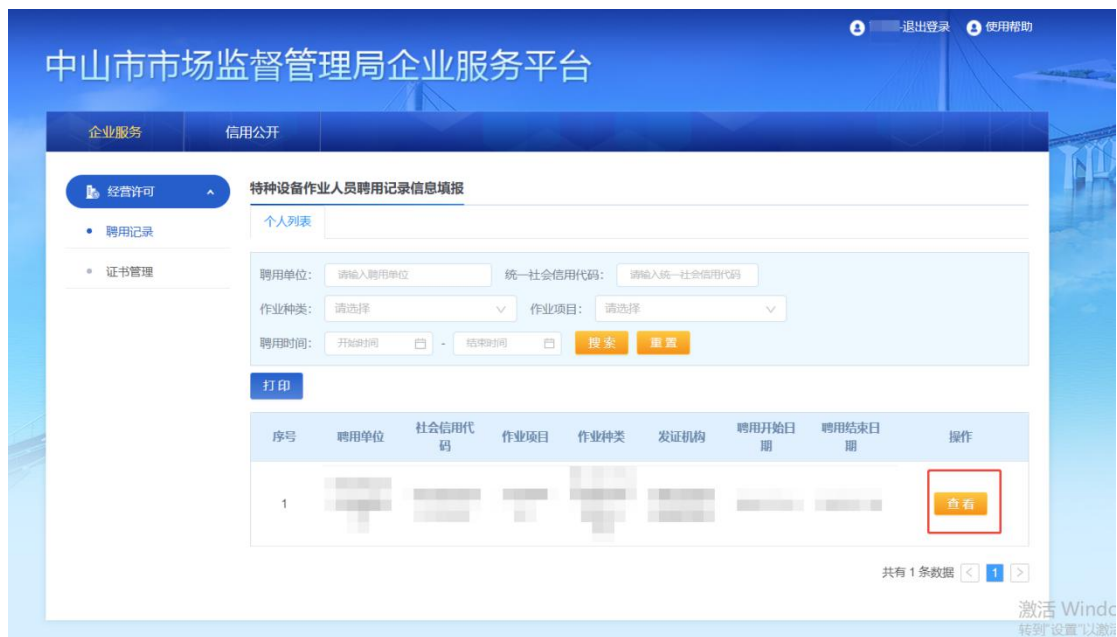 -退出登录 使用帮助
中山市市场监督管理局企业服务平台
企业服务 信用公开
经营许可
聘用记录
证书管理
特种设备作业人员聘用记录信息填报
个人列表
聘用单位： 请输入聘用单位 统一社会信用代码： 请输入统一社会信用代码
作业种类： 请选择 作业项目： 请选择
聘用时间： 开始时间 - 结束时间 搜索 重置
打印
序号 聘用单位 社会信用代码 作业项目 作业种类 发证机构 聘用开始日期 聘用结束日期 操作
1 查看
共有 1 条数据 < 1 >
激活 Windo
转到"设置"以激活